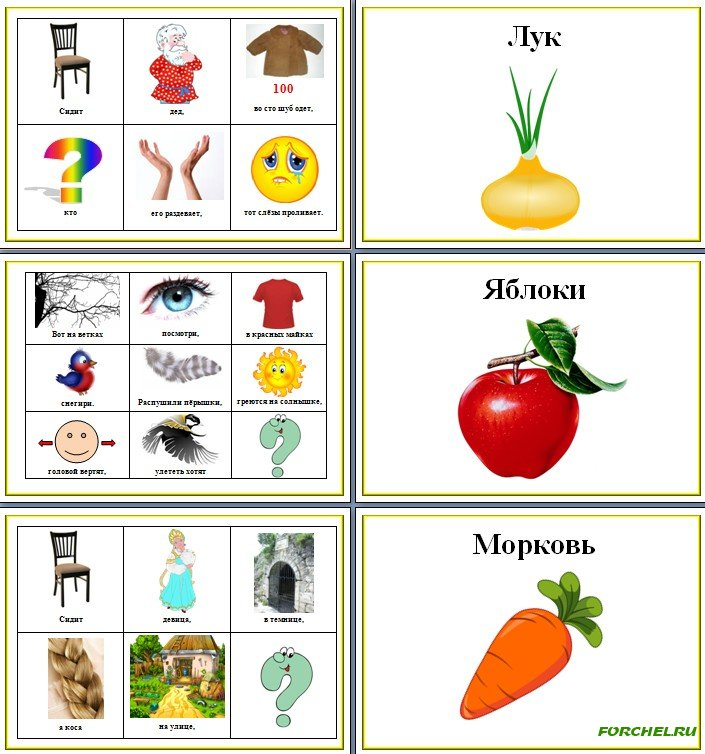 100
Сидит
дед,
во сто шуб одет,
кто
его раздевает,
тот слёзы проливает.
Лук
Вот на ветках
посмотри,
в красных майках
снегири.
Распушили пёрышки,
греются на солнышке,
головой вертят,
улететь хотят
Яблоки
Сидит
девица,
в темнице,
а коса
на улице,
Морковь
FORCHEL.RU